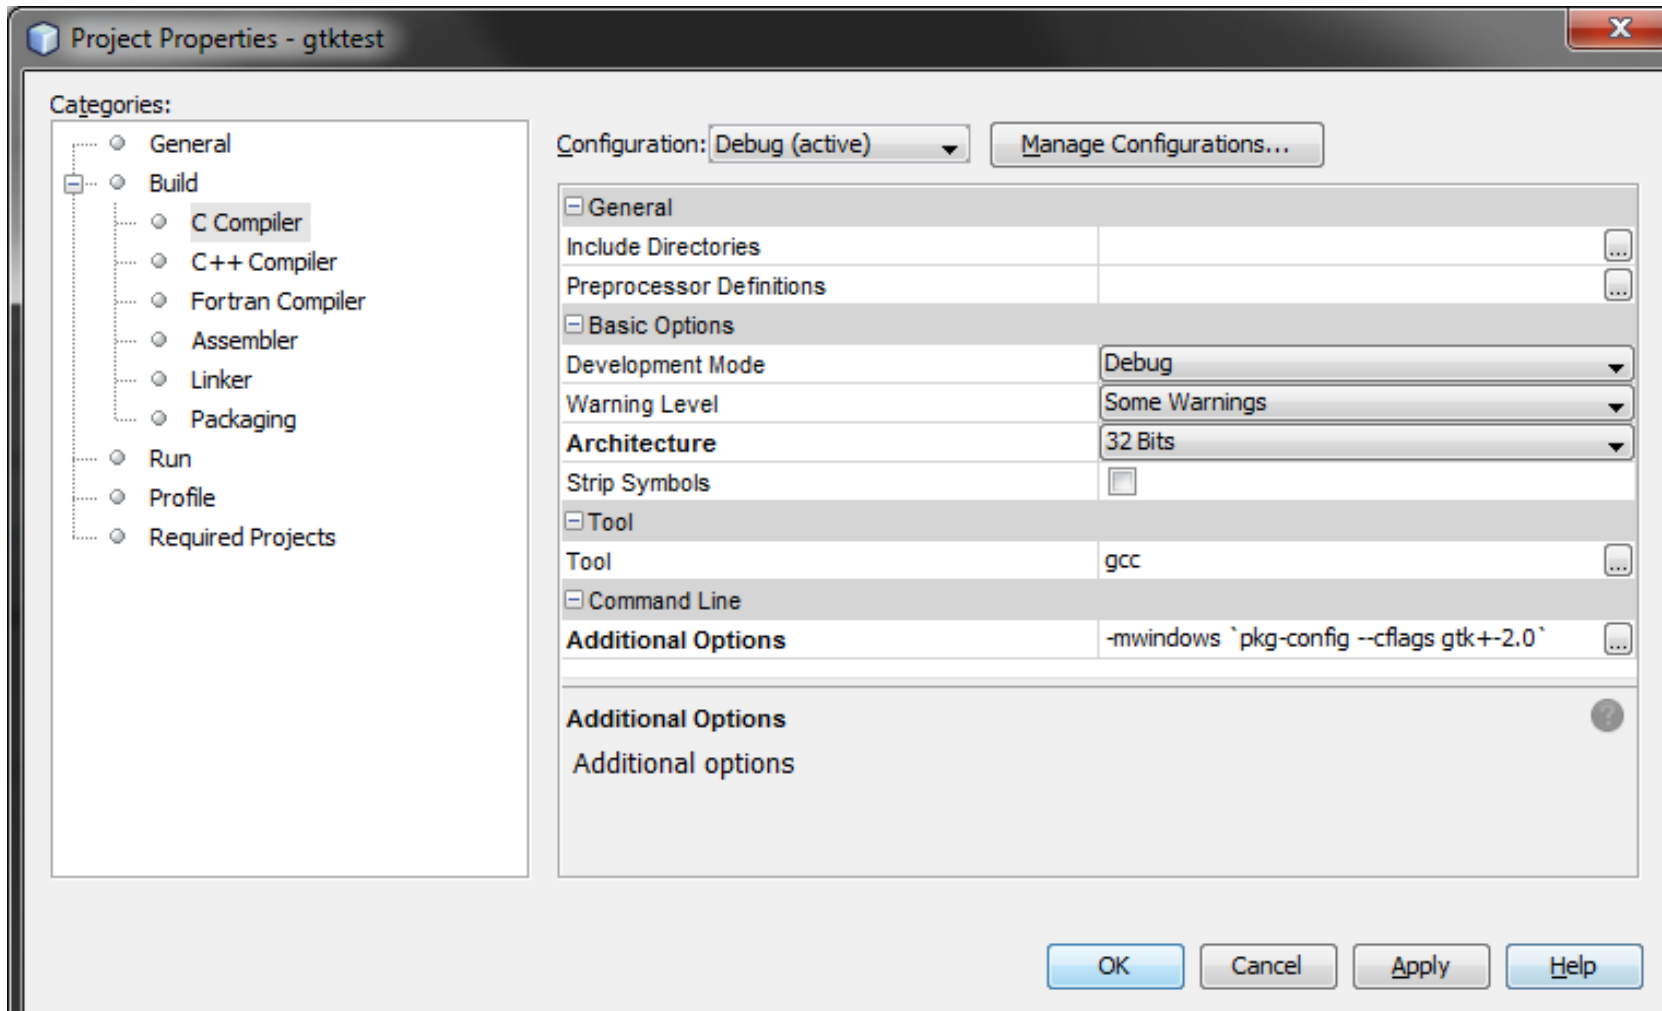 Project Properties - gtktest
X
Categories:
General
Build
C Compiler
C++ Compiler
Fortran Compiler
Assembler
Linker
Packaging
Run
Profile
Required Projects
Configuration: Debug (active) Manage Configurations...
General
Include Directories ...
Preprocessor Definitions ...
Basic Options
Development Mode Debug
Warning Level Some Warnings
Architecture 32 Bits
Strip Symbols
Tool
Tool gcc ...
Command Line
Additional Options -mwindows `pkg-config --cflags gtk+-2.0` ...
Additional Options ?
Additional options
OK Cancel Apply Help